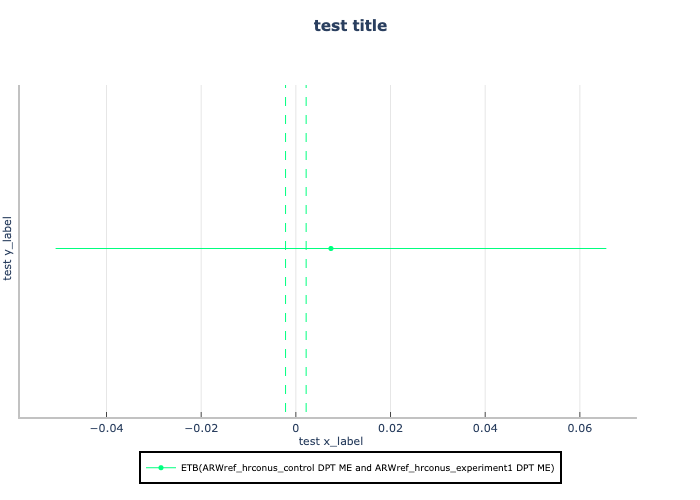 test title
test y_label
−0.04
−0.02
0
0.02
0.04
0.06
test x_label
ETB(ARWref_hrconus_control DPT ME and ARWref_hrconus_experiment1 DPT ME)